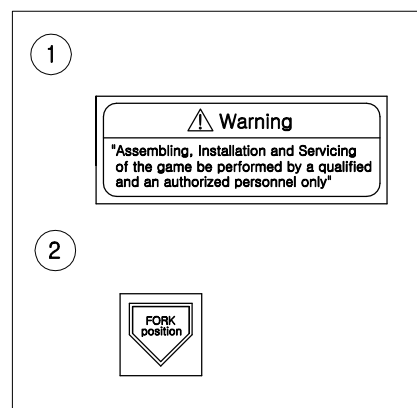 1
Warning
"Assembling, Installation and Servicing
of the game be performed by a qualified
and an authorized personnel only"
2
FORK
position